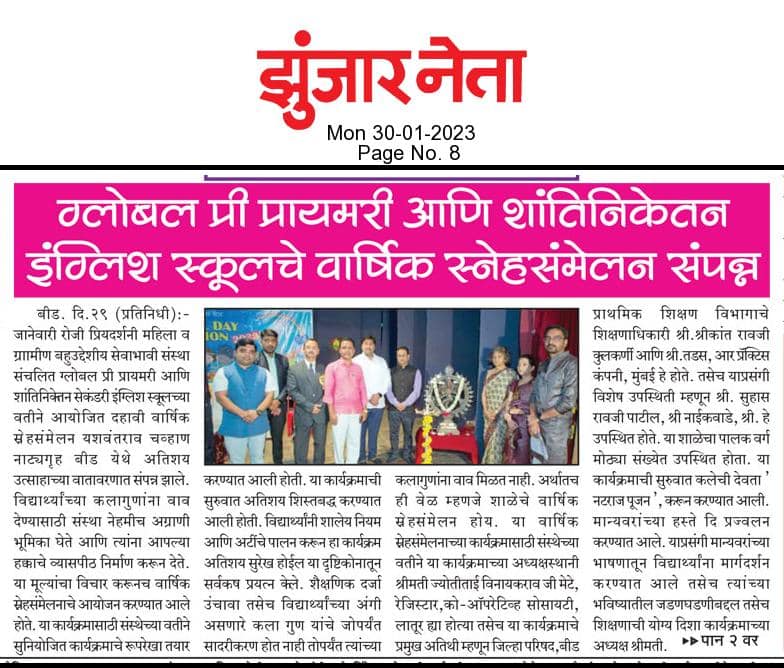 झुंजार नेता
Mon 30-01-2023
Page No. 8
ग्लोबल प्री प्रायमरी आणि शांतिनिकेतन
इंग्लिश स्कूलचे वार्षिक स्नेहसंमेलन संपन्न
बीड. दि.२९ (प्रतिनिधी):-
जानेवारी रोजी प्रियदर्शनी महिला व
ग्राामीण बहुउद्देशीय सेवाभावी संस्था
संचलित ग्लोबल प्री प्रायमरी आणि
शांतिनिकेतन सेकंडरी इंग्लिश स्कूलच्या
वतीने आयोजित दहावी वार्षिक
स्नेहसंमेलन यशवंतराव चव्हाण
नाट्यगृह बीड येथे अतिशय
उत्साहाच्या वातावरणात संपन्न झाले.
विद्यार्थ्यांच्या कलागुणांना वाव
देण्यासाठी संस्था नेहमीच अग्राणी
भूमिका घेते आणि त्यांना आपल्या
हक्काचे व्यासपीठ निर्माण करून देते.
या मूल्यांचा विचार करूनच वार्षिक
स्नेहसंमेलनाचे आयोजन करण्यात आले
होते. या कार्यक्रमासाठी संस्थेच्या वतीने
सुनियोजित कार्यक्रमाचे रूपरेखा तयार
DAY
करण्यात आली होती. या कार्यक्रमाची
सुरुवात अतिशय शिस्तबद्ध करण्यात
आली होती. विद्यार्थ्यांनी शालेय नियम
आणि अटींचे पालन करून हा कार्यक्रम
अतिशय सुरेख होईल या दृष्टिकोनातून
सर्वकष प्रयत्न केले. शैक्षणिक दर्जा
उंचावा तसेच विद्यार्थ्यांच्या अंगी
असणारे कला गुण यांचे जोपर्यंत
सादरीकरण होत नाही तोपर्यंत त्यांच्या
कलागुणांना वाव मिळत नाही. अर्थातच
ही वेळ म्हणजे शाळेचे वार्षिक
स्नेहसंमेलन होय. या वार्षिक
स्नेहसंमेलनाच्या कार्यक्रमासाठी संस्थेच्या
वतीने या कार्यक्रमाच्या अध्यक्षस्थानी
श्रीमती ज्योतीताई विनायकराव जी मेटे,
रेजिस्टार,को-ऑपरेटिव्ह सोसायटी,
लातूर ह्या होत्या तसेच या कार्यक्रमाचे
प्रमुख अतिथी म्हणून जिल्हा परिषद,बीड
प्राथमिक शिक्षण विभागाचे
शिक्षणाधिकारी श्री.श्रीकांत रावजी
कुलकर्णी आणि श्री.तडस, आर.प्रॅक्टिस
कंपनी, मुंबई हे होते. तसेच याप्रसंगी
विशेष उपस्थिती म्हणून श्री. सुहास
रावजी पाटील, श्री नाईकवाडे, श्री. हे
उपस्थित होते. या शाळेचा पालक वर्ग
मोठ्या संख्येत उपस्थित होता. या
कार्यक्रमाची सुरुवात कलेची देवता '
नटराज पूजन', करून करण्यात आली.
मान्यवरांच्या हस्ते दि प्रज्वलन
करण्यात आले. याप्रसंगी मान्यवरांच्या
भाषणातून विद्यार्थ्यांना मार्गदर्शन
करण्यात आले तसेच त्यांच्या
भविष्यातील जडणघडणीबद्दल तसेच
शिक्षणाची योग्य दिशा कार्यक्रमाच्या
अध्यक्ष श्रीमती. ▸▸पान २ वर